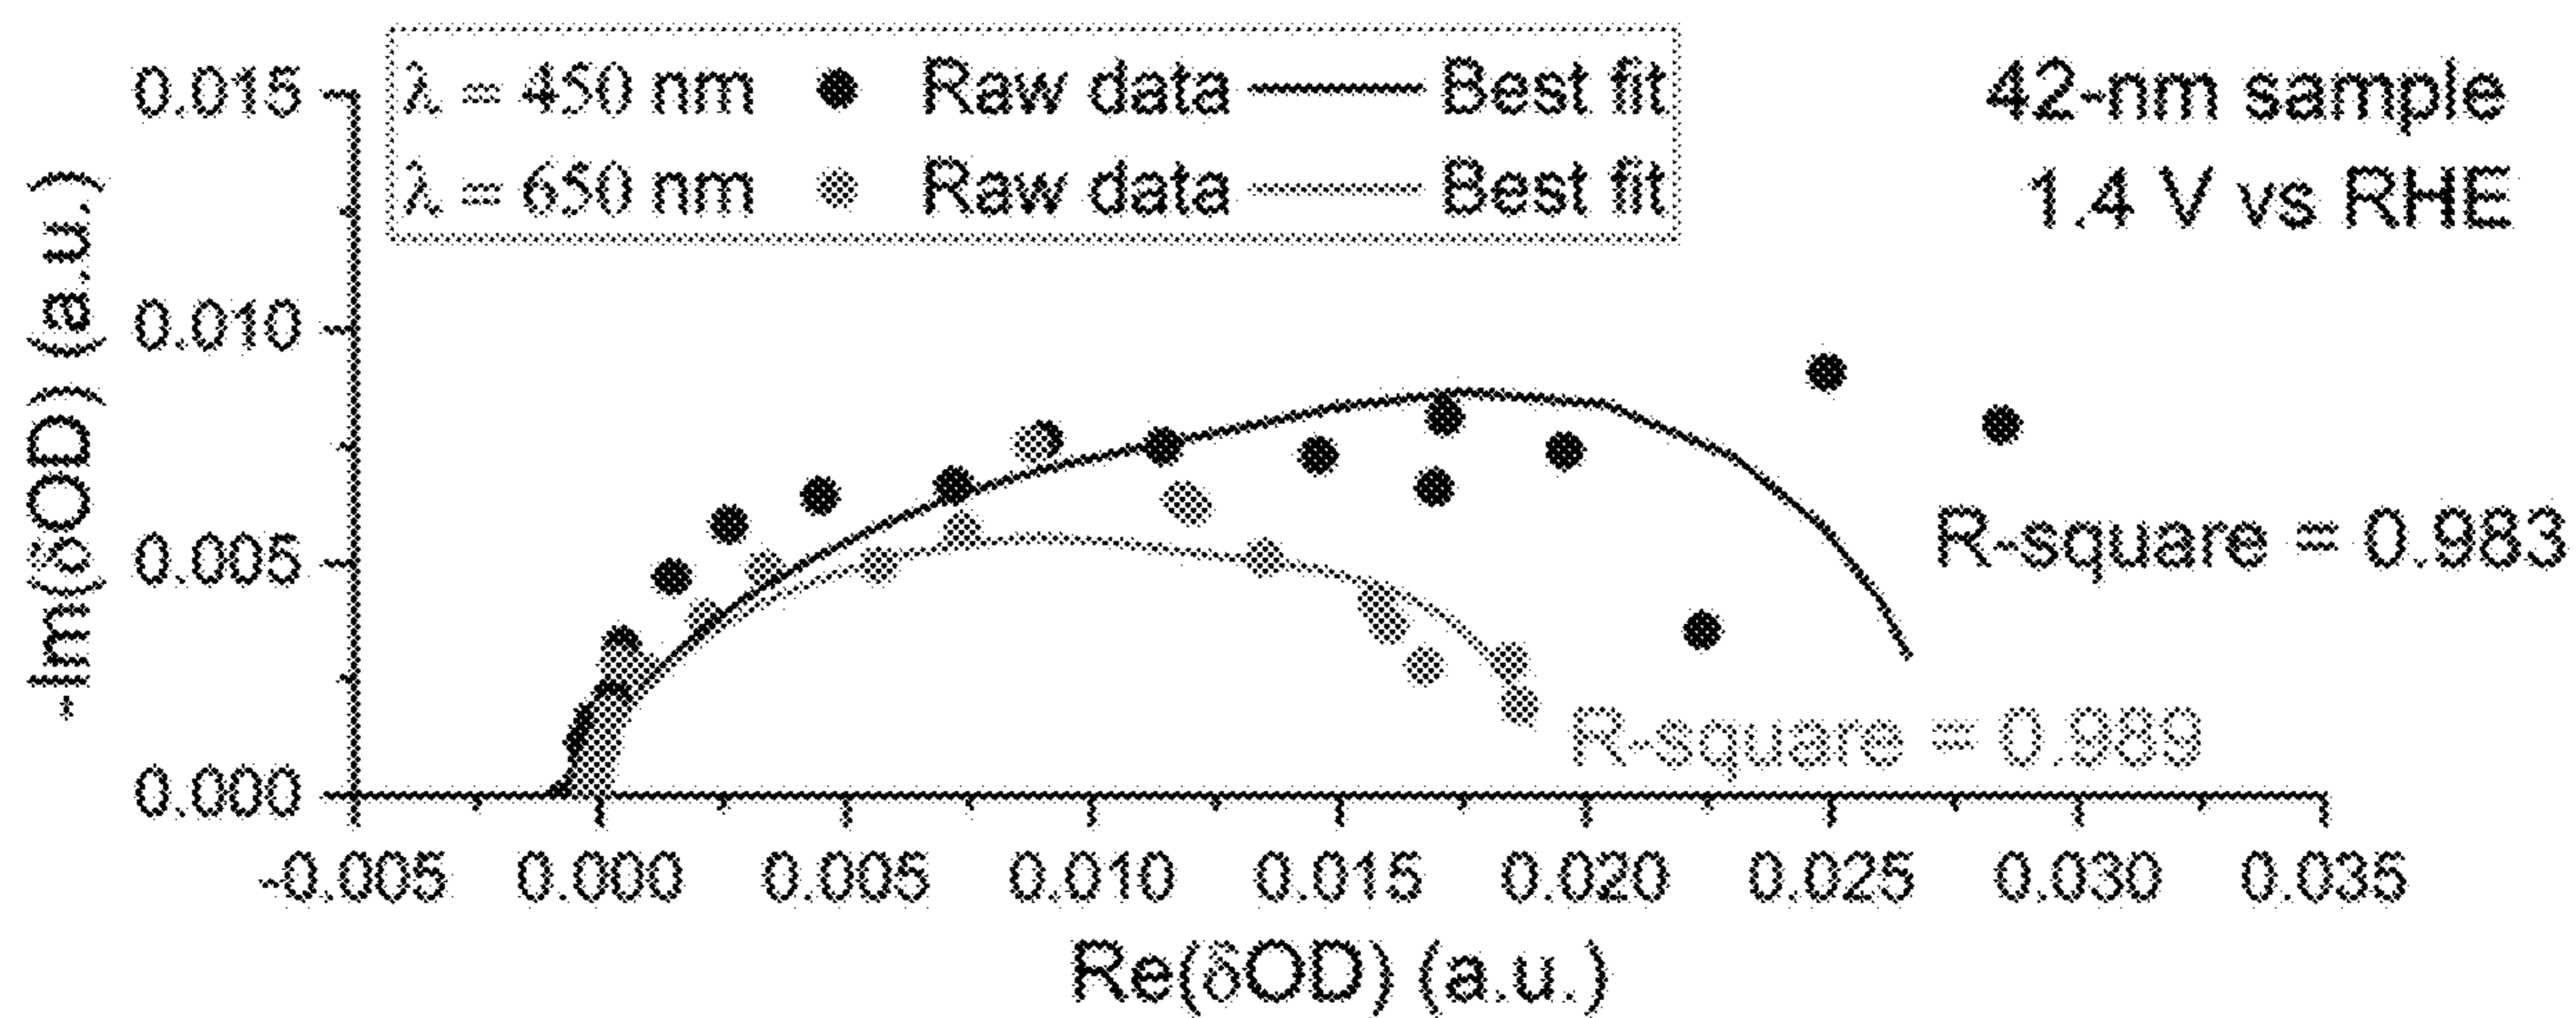 λ = 450 nm Raw data Best fit
λ = 650 nm Raw data Best fit
42-nm sample
1.4 V vs RHE
-Im(δOD) (a.u.)
0.015
0.010
0.005
0.000
R-square = 0.983
R-square = 0.989
-0.005 0.000 0.005 0.010 0.015 0.020 0.025 0.030 0.035
Re(δOD) (a.u.)